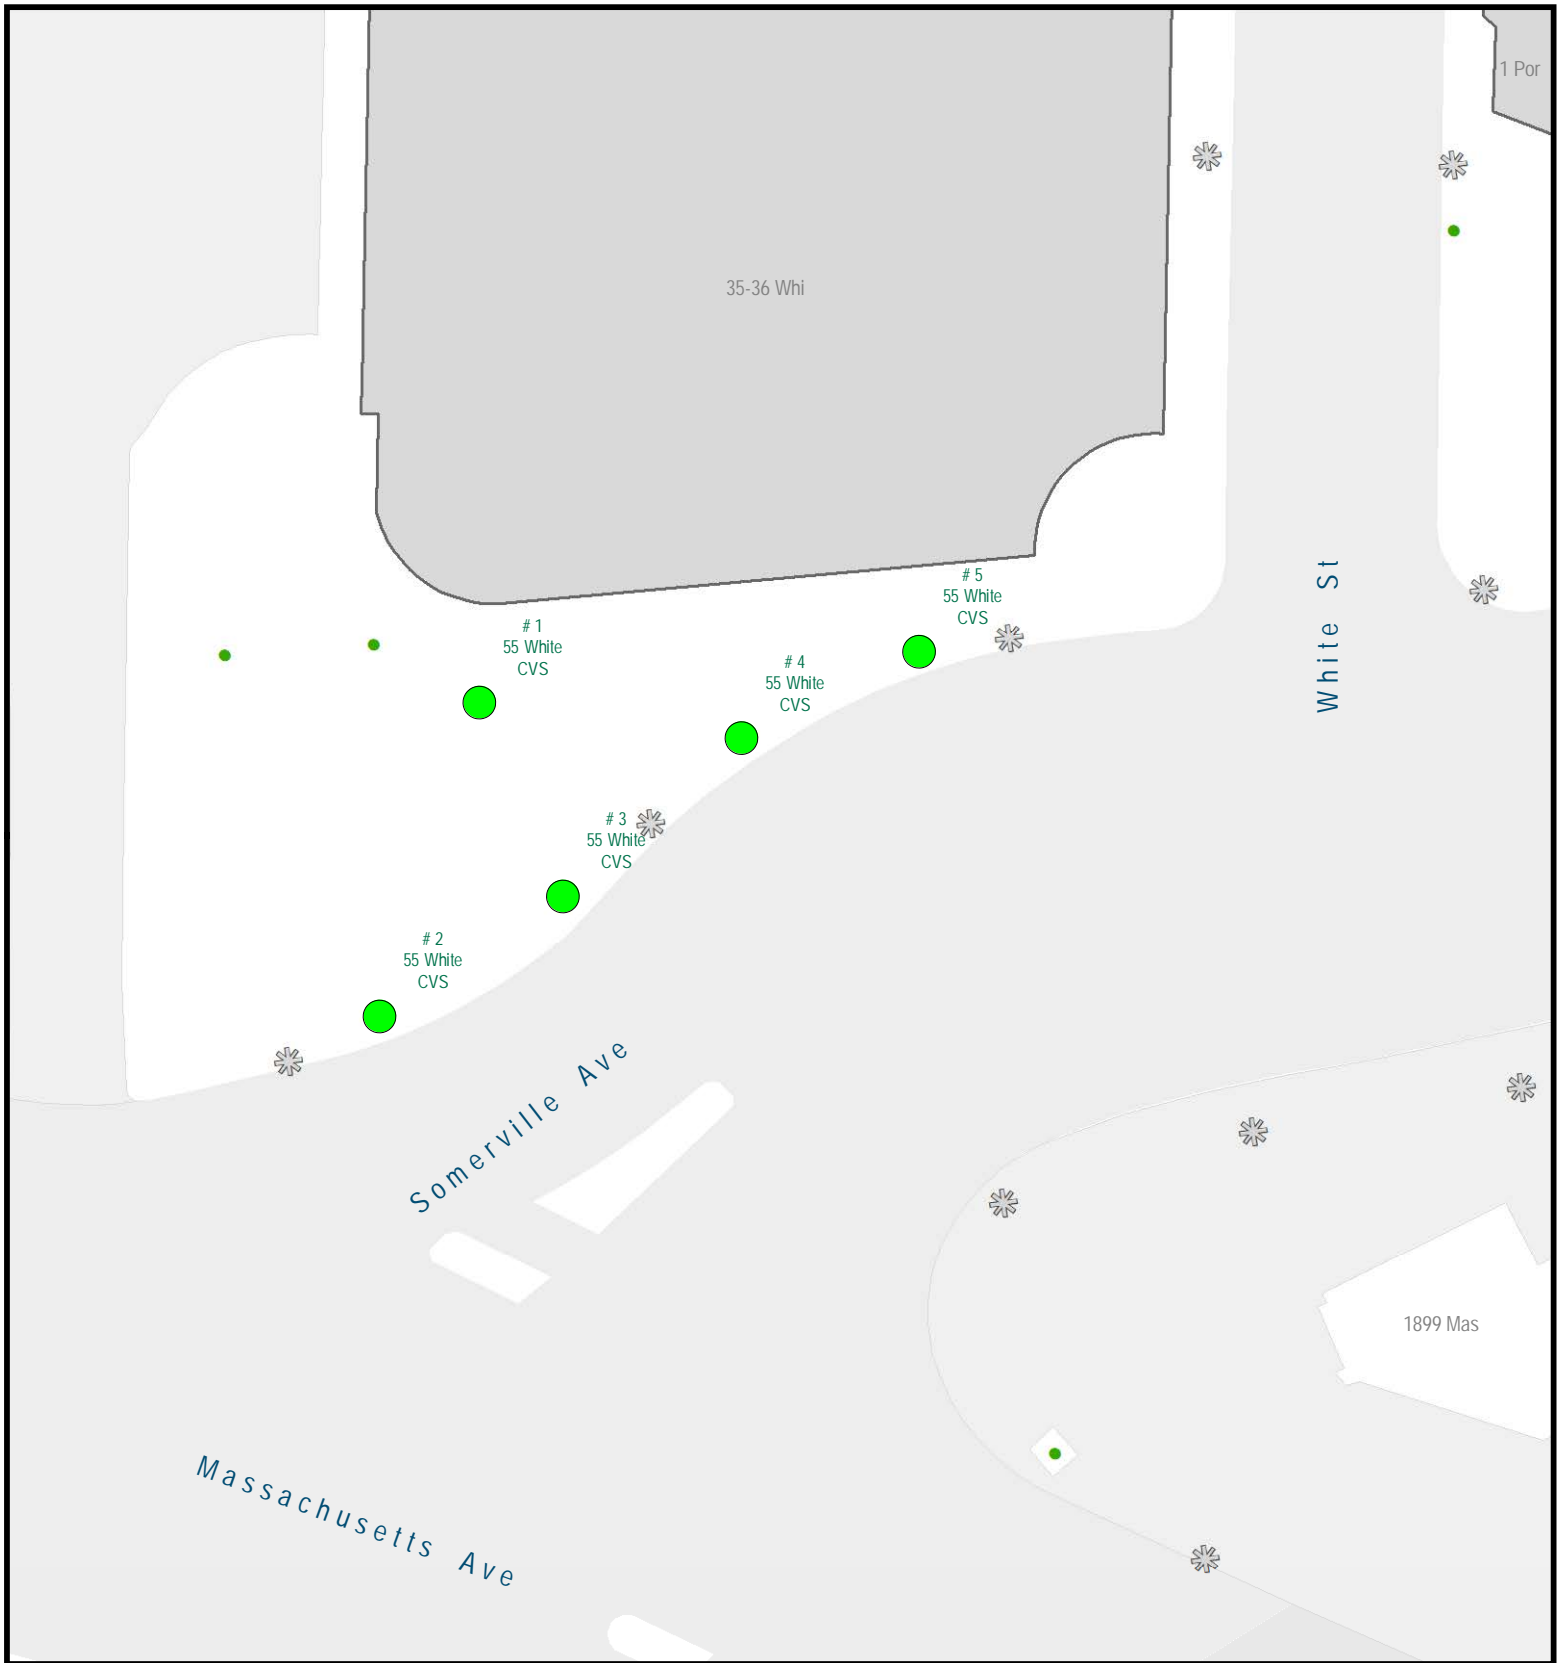 1 Por
35-36 Whi
# 5
55 White
CVS
# 1
55 White
CVS
# 4
55 White
CVS
White St
# 3
55 White
CVS
# 2
55 White
CVS
Somerville Ave
1899 Mas
Massachusetts Ave